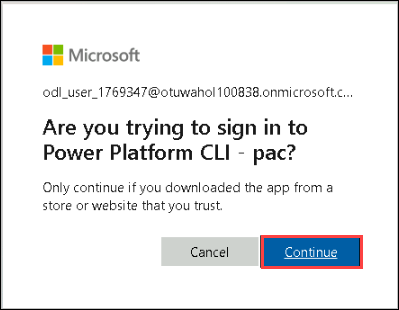 Microsoft
odl_user_1769347@otuwahol100838.onmicrosoft.c...
Are you trying to sign in to
Power Platform CLI - pac?
Only continue if you downloaded the app from a
store or website that you trust.
Cancel
Continue